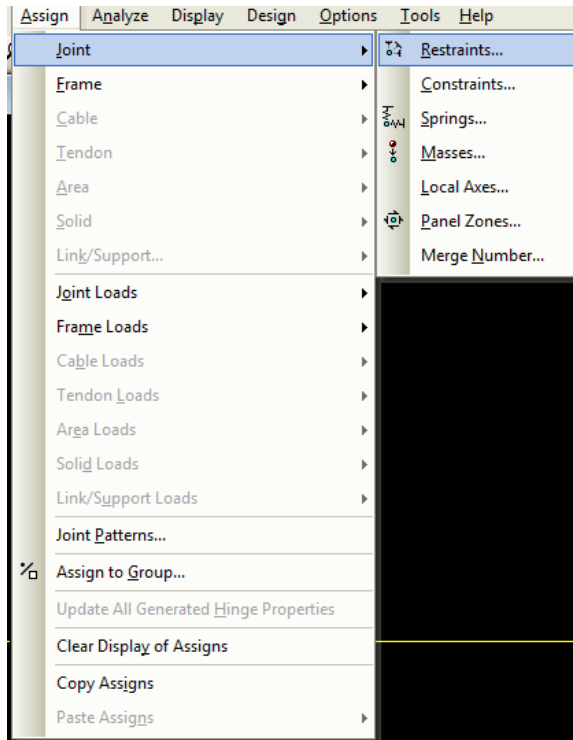 Assign Analyze Display Design Options Tools Help
Joint
Frame
Cable
Tendon
Area
Solid
Link/Support...
Joint Loads
Frame Loads
Cable Loads
Tendon Loads
Area Loads
Solid Loads
Link/Support Loads
Joint Patterns...
Assign to Group...
Update All Generated Hinge Properties
Clear Display of Assigns
Copy Assigns
Paste Assigns
Restraints...
Constraints...
Springs...
Masses...
Local Axes...
Panel Zones...
Merge Number...